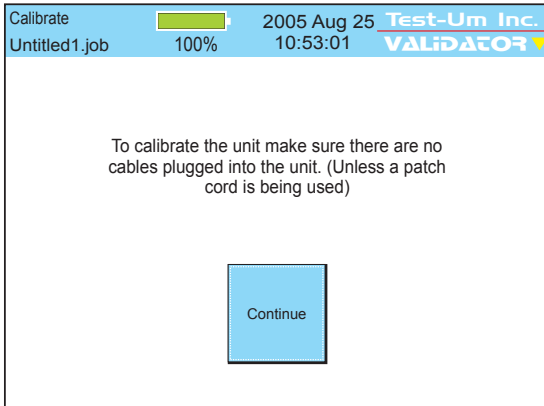 Calibrate
Untitled1.job
100%
2005 Aug 25
10:53:01
Test-Um Inc.
VALiDATOR
To calibrate the unit make sure there are no
cables plugged into the unit. (Unless a patch
cord is being used)
Continue